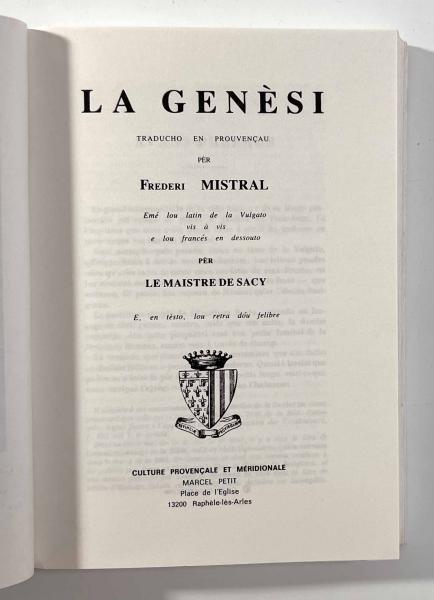 LA GENÈSI
TRADUCHO EN PROUVENÇAU
PÈR
FREDERI MISTRAL
Emé lou latin de la Vulgato
vis à vis
e lou francés en dessouto
PÈR
LE MAISTRE DE SACY
E, en tèsto, lou retra dóu felibre
CULTURE PROVENÇALE ET MÉRIDIONALE
MARCEL PETIT
Place de l'Eglise
13200 Raphèle-lès-Arles